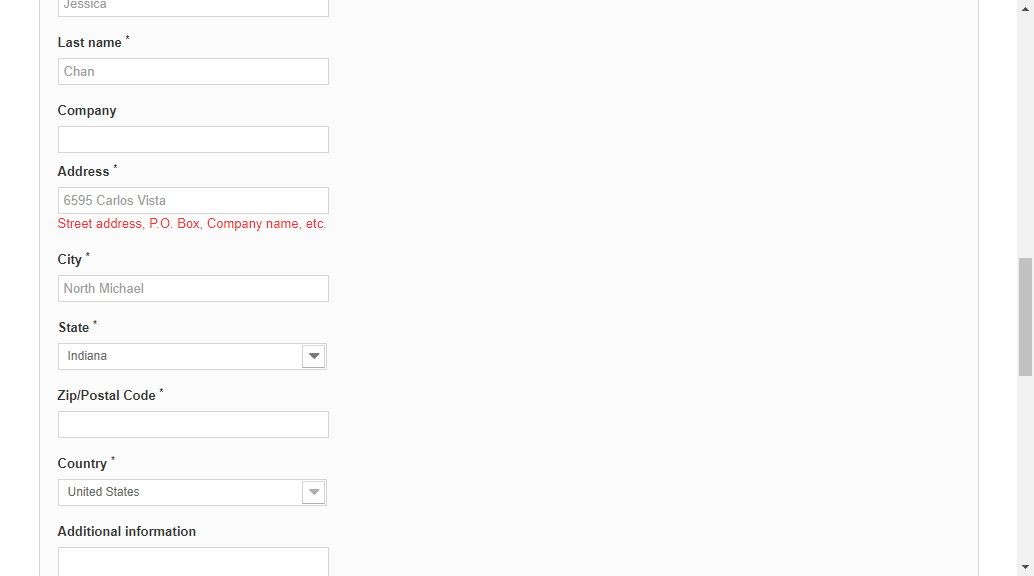 Jessica
Last name *
Chan
Company
Address *
6595 Carlos Vista
Street address, P.O. Box, Company name, etc.
City *
North Michael
State *
Indiana
Zip/Postal Code *
Country *
United States
Additional information